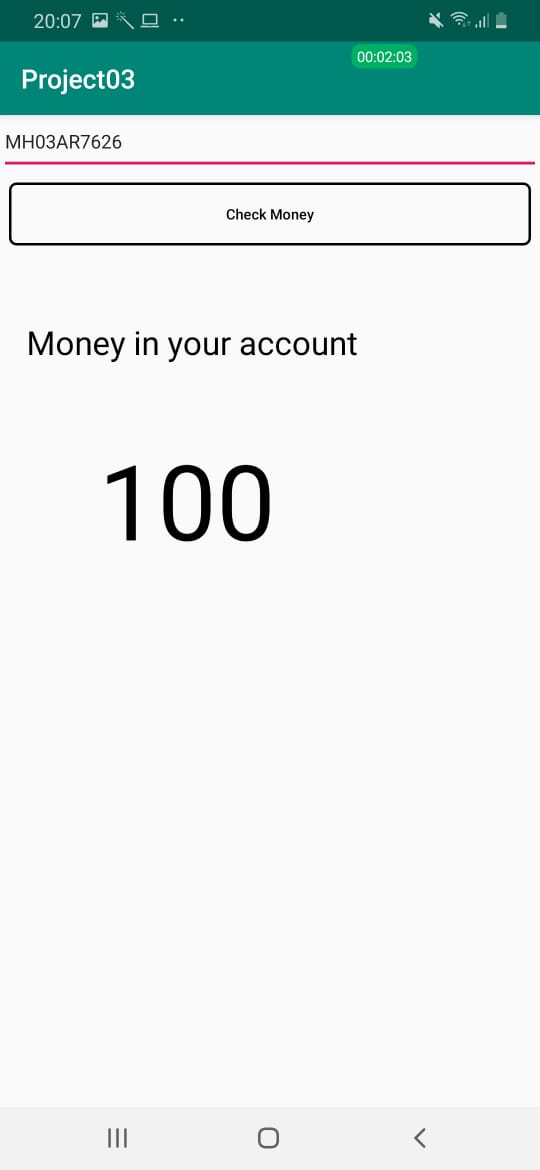 20:07
00:02:03
Project03
MH03AR7626
Check Money
Money in your account
100